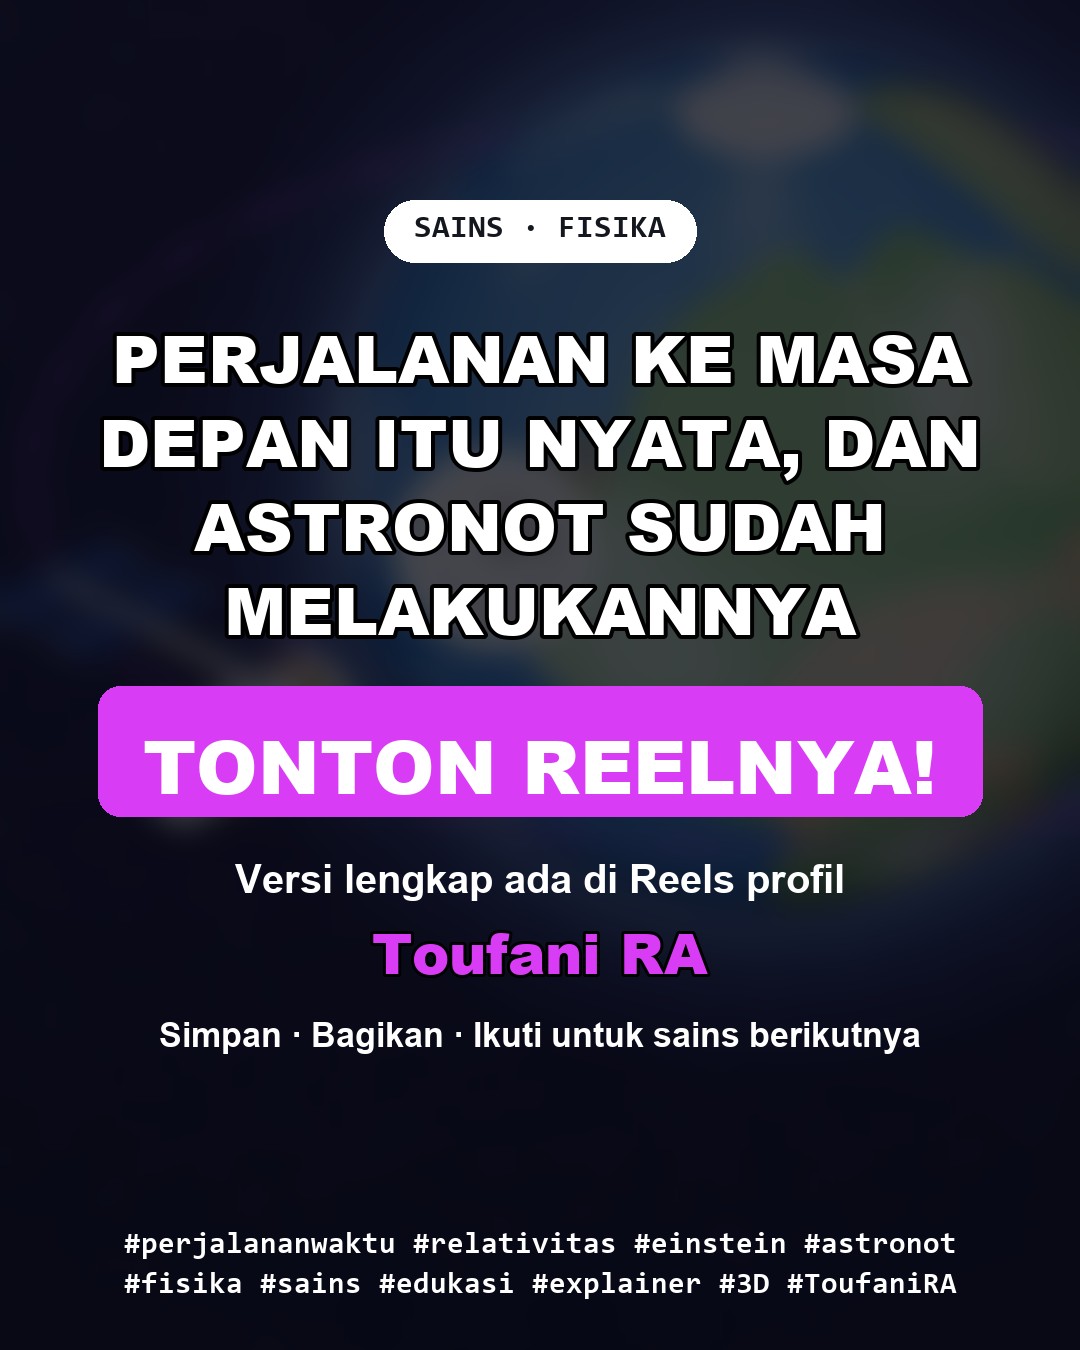 SAINS · FISIKA
PERJALANAN KE MASA
DEPAN ITU NYATA, DAN
ASTRONOT SUDAH
MELAKUKANNYA
TONTON REELNYA!
Versi lengkap ada di Reels profil
Toufani RA
Simpan · Bagikan · Ikuti untuk sains berikutnya
#perjalananwaktu #relativitas #einstein #astronot
#fisika #sains #edukasi #explainer #3D #ToufaniRA